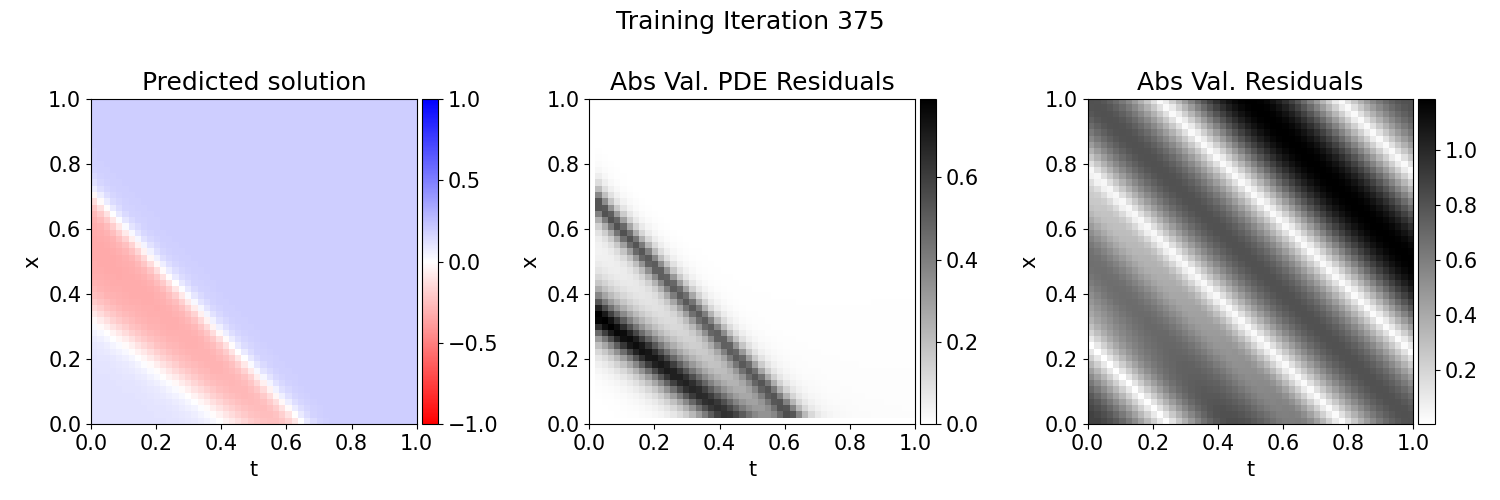 Training Iteration 375
Predicted solution
Abs Val. PDE Residuals
Abs Val. Residuals
1.0
0.8
0.6
0.4
0.2
0.0
x
0.0 0.2 0.4 0.6 0.8 1.0
t
1.0
0.5
0.0
−0.5
−1.0
1.0
0.8
0.6
0.4
0.2
0.0
x
0.0 0.2 0.4 0.6 0.8 1.0
t
0.6
0.4
0.2
0.0
1.0
0.8
0.6
0.4
0.2
0.0
x
0.0 0.2 0.4 0.6 0.8 1.0
t
1.0
0.8
0.6
0.4
0.2